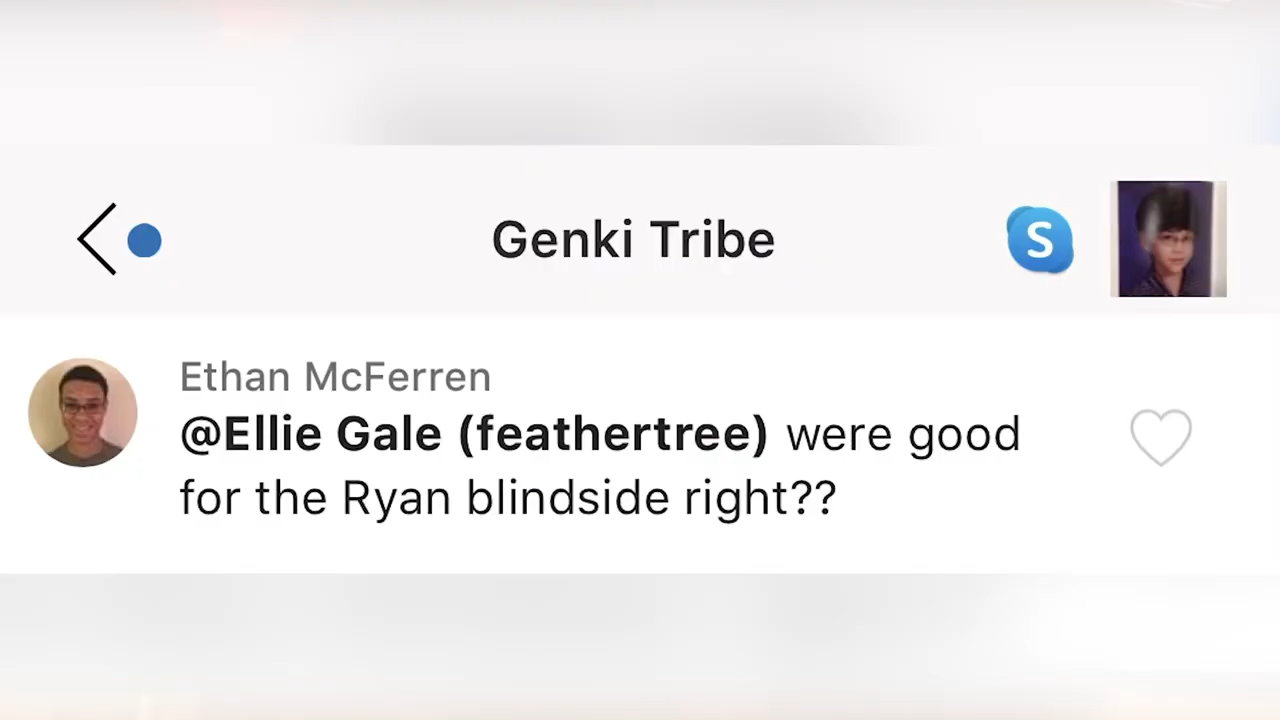 Genki Tribe
S
Ethan McFerren
@Ellie Gale (feathertree) were good
for the Ryan blindside right??